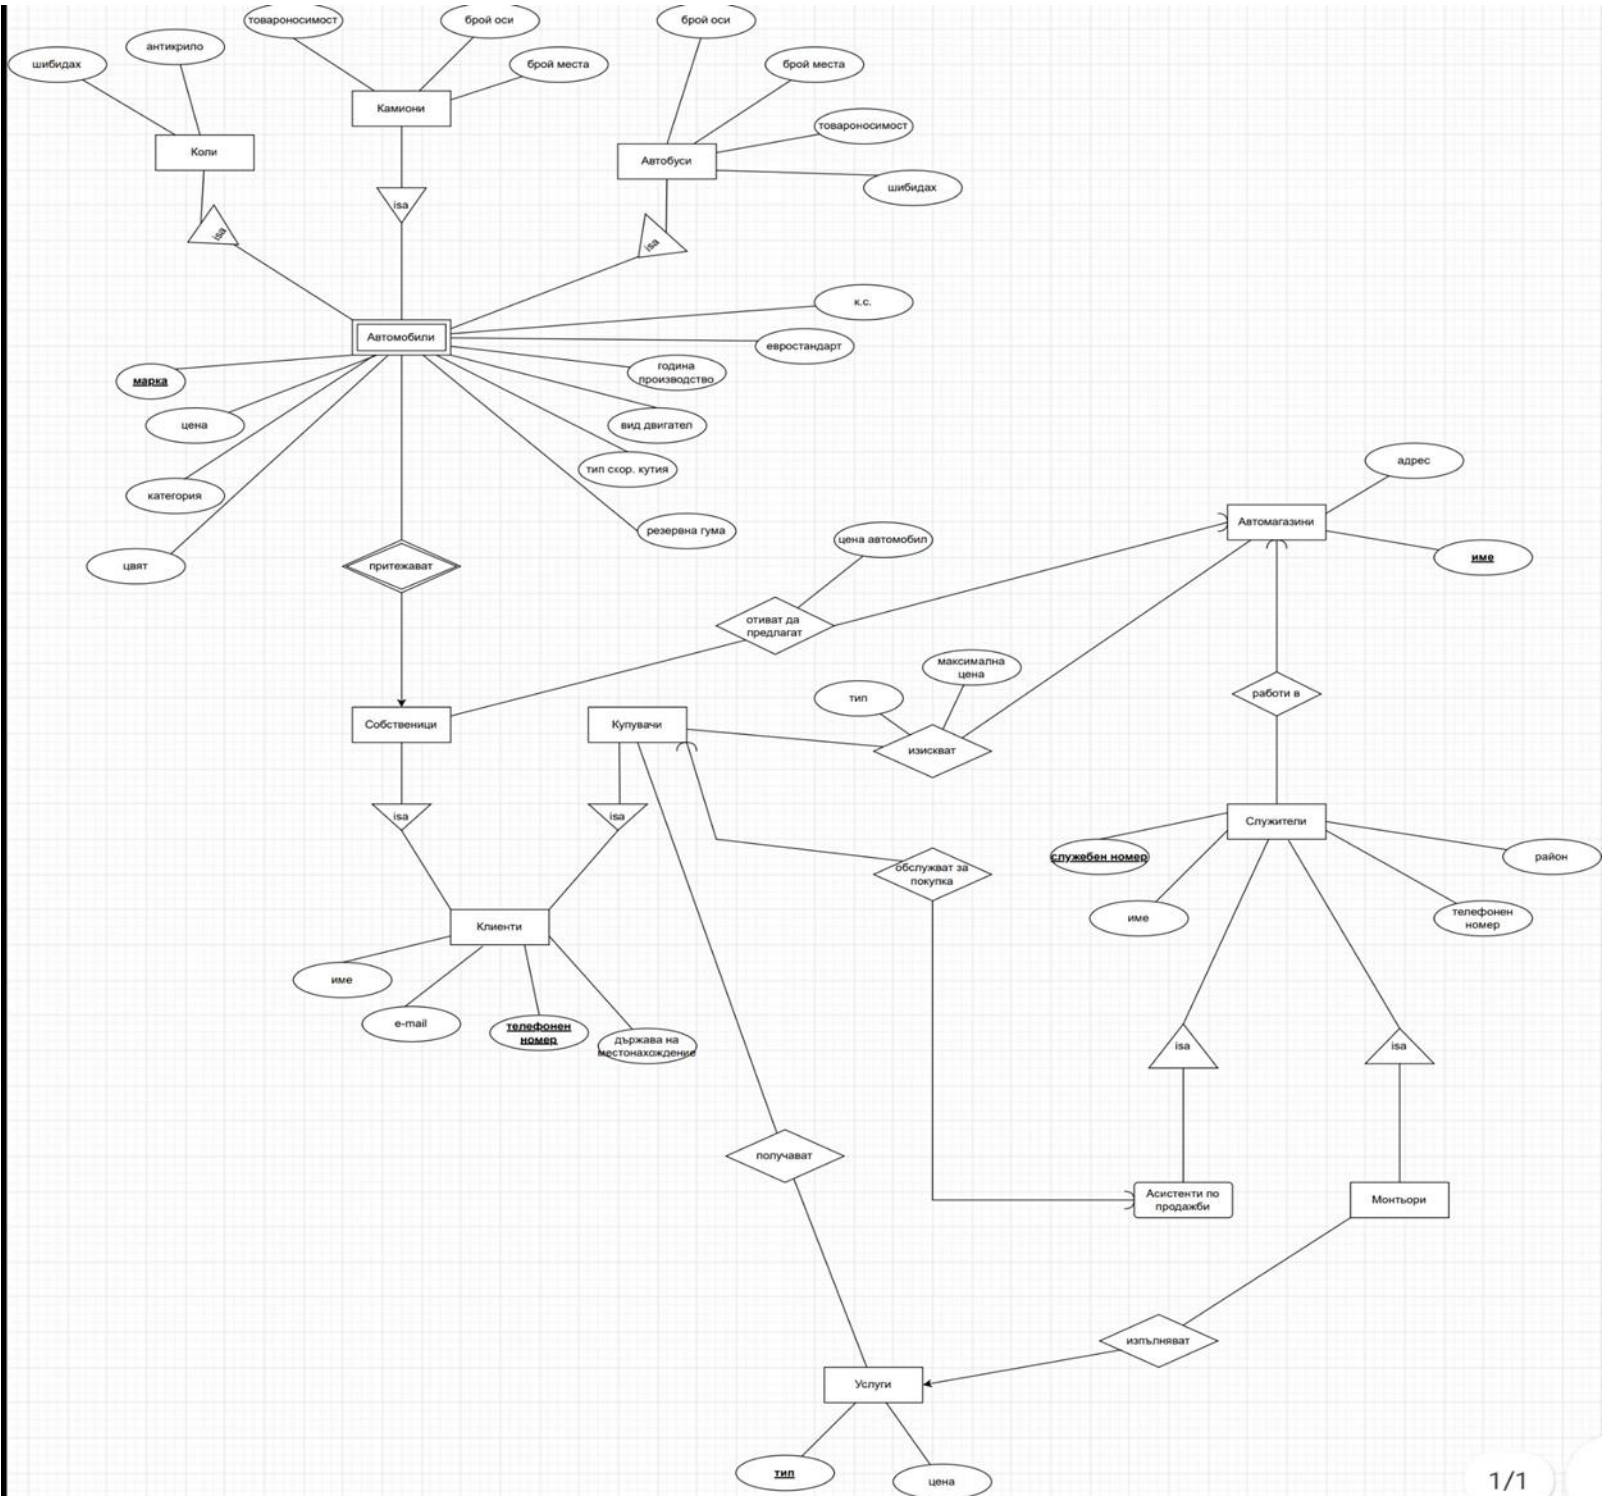 товароносимост
брой оси
брой оси
антикрило
шибидах
брой места
брой места
Камиони
товароносимост
Коли
Автобуси
шибидах
isa
isa
isa
к.с.
Автомобили
евростандарт
година
производство
марка
цена
вид двигател
тип скор. кутия
категория
резервна гума
цвят
притежават
адрес
Автомагазини
име
цена автомобил
отиват да
предлагат
максимална
цена
тип
работи в
Собственици
Купувачи
изискват
isa
isa
Служители
служебен номер
район
обслужват за
покупка
име
телефонен
номер
Клиенти
име
e-mail
телефонен
номер
държава на
местонахождение
isa
isa
получават
Асистенти по
продажби
Монтьори
изпълняват
Услуги
тип
цена
1/1